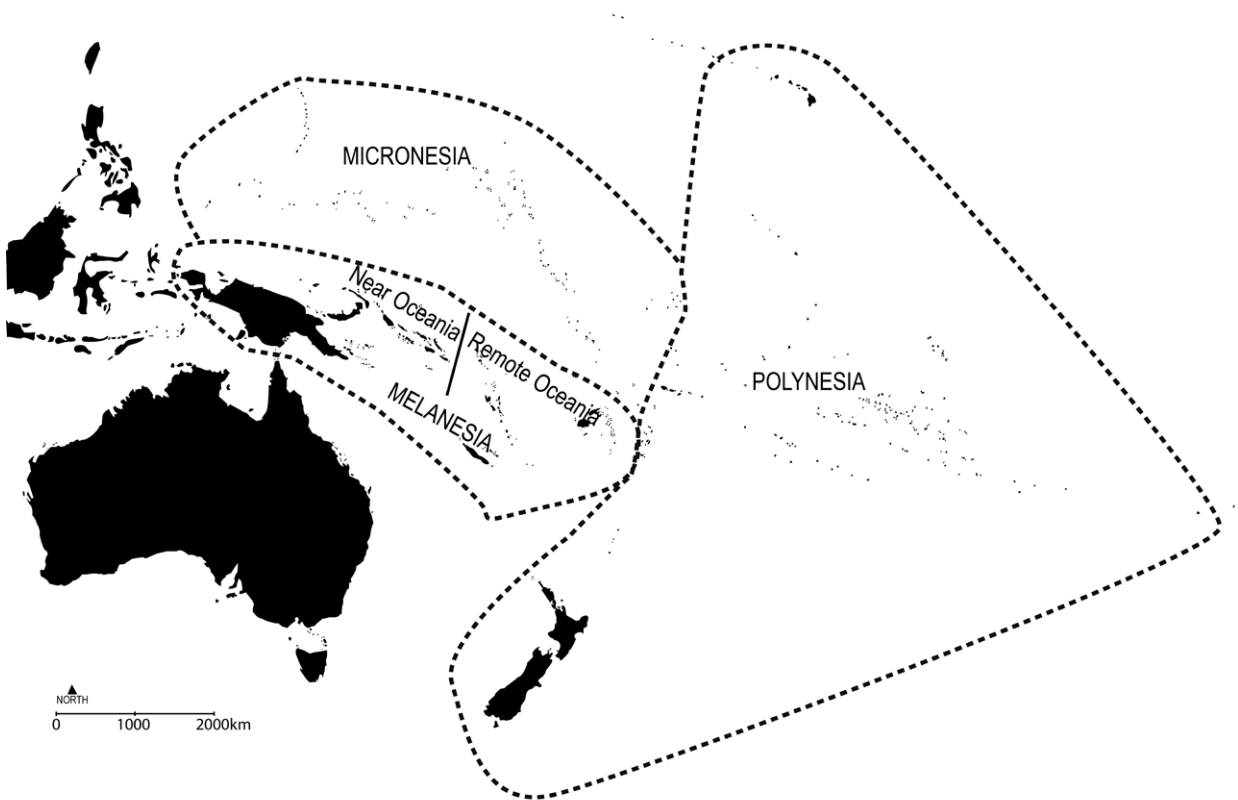 MICRONESIA
Near Oceania
Remote Oceania
MELANESIA
POLYNESIA
NORTH
0 1000 2000km